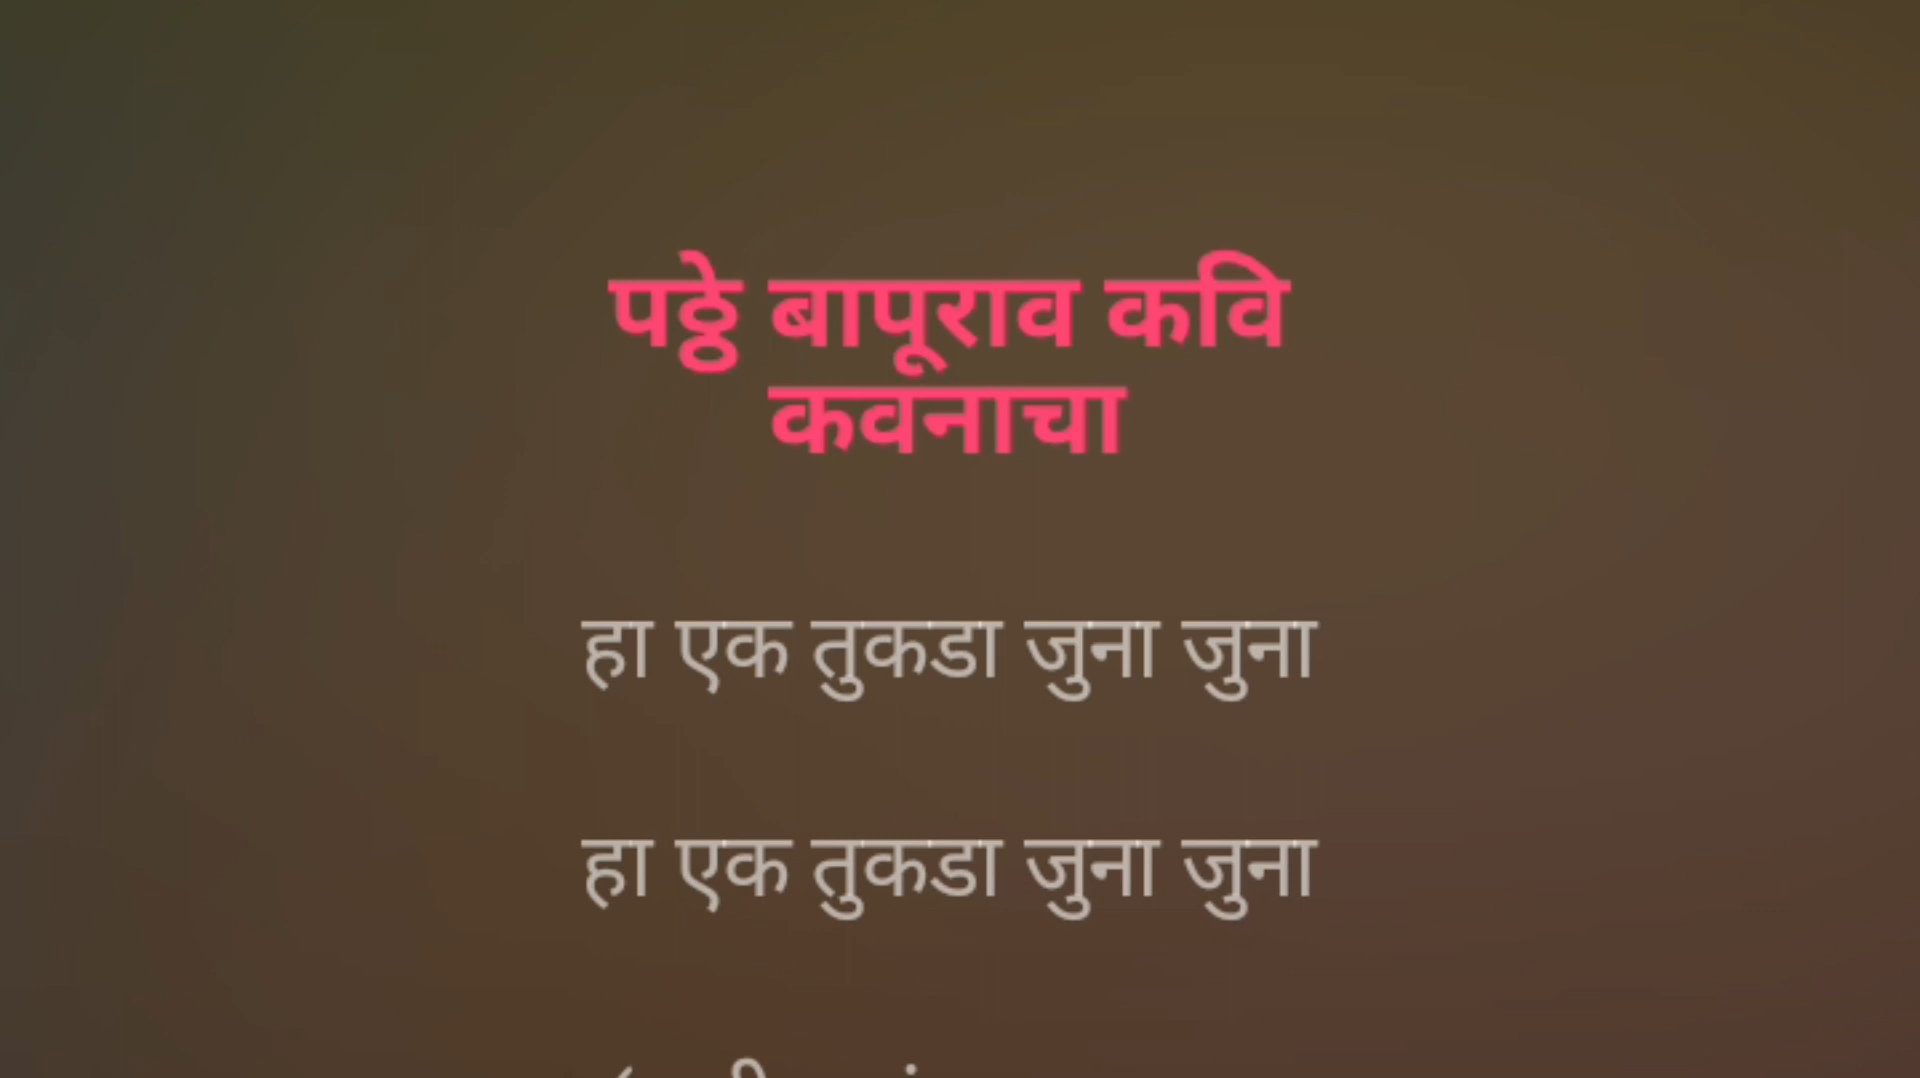 पठ्ठे बापूराव कवि
कवनाचा
हा एक तुकडा जुना जुना
हा एक तुकडा जुना जुना